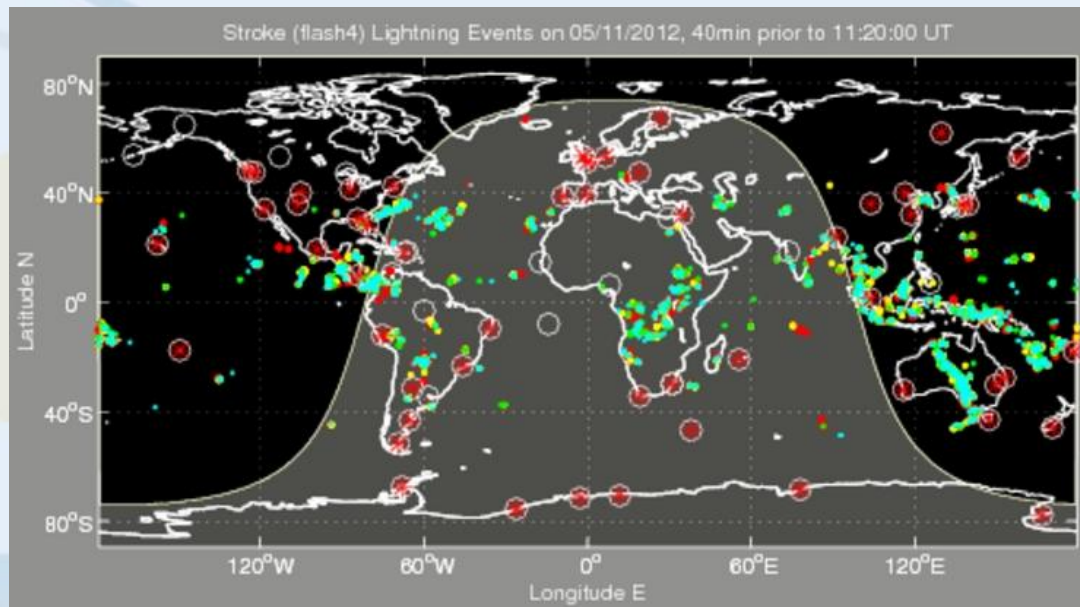 Stroke (flash4) Lightning Events on 05/11/2012, 40min prior to 11:20:00 UT
80°N
40°N
0°
40°S
80°S
Latitude N
120°W
60°W
0°
60°E
120°E
Longitude E